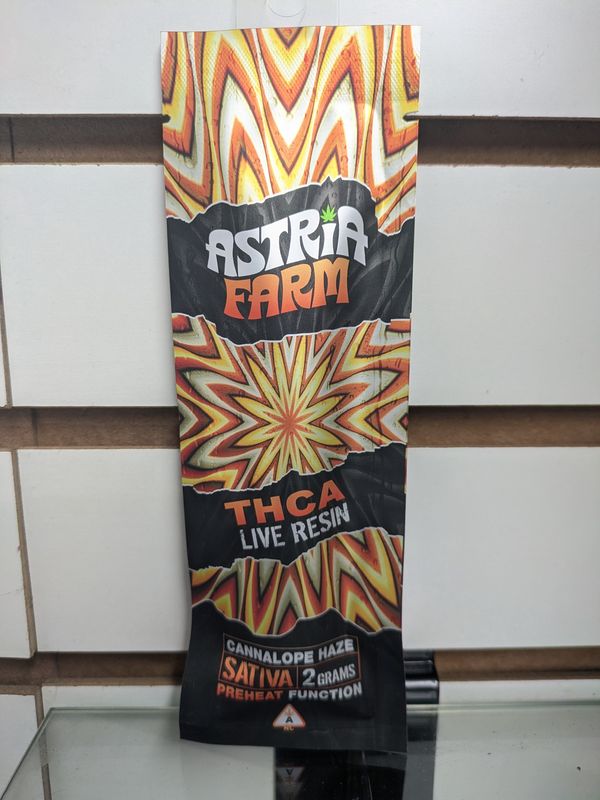 ASTRiA
FARM
THCA
LIVE RESIN
CANNALOPE HAZE
SATIVA 2 GRAMS
PREHEAT FUNCTION
A